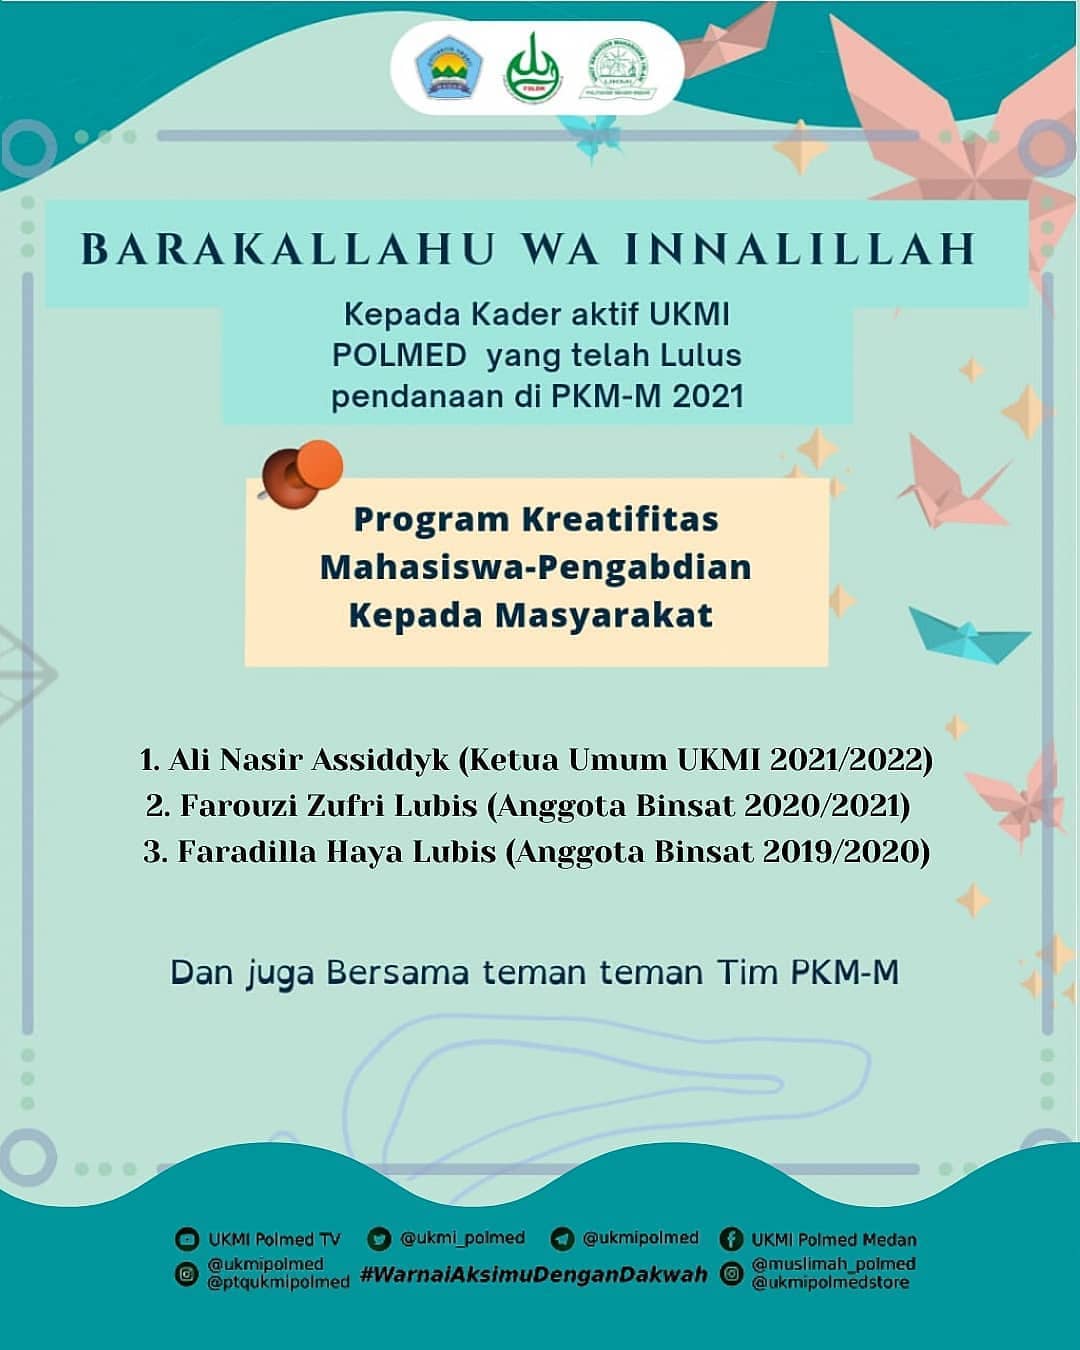 BARAKALLAHU WA INNALILLAH
Kepada Kader aktif UKMI
POLMED yang telah Lulus
pendanaan di PKM-M 2021
Program Kreatifitas
Mahasiswa-Pengabdian
Kepada Masyarakat
1. Ali Nasir Assiddyk (Ketua Umum UKMI 2021/2022)
2. Farouzi Zufri Lubis (Anggota Binsat 2020/2021)
3. Faradilla Haya Lubis (Anggota Binsat 2019/2020)
Dan juga Bersama teman teman Tim PKM-M
UKMI Polmed TV @ukmi_polmed @ukmipolmed UKMI Polmed Medan
@ukmipolmed
@ptqukmipolmed
#WarnaiAksimuDenganDakwah
@muslimah_polmed
@ukmipolmedstore